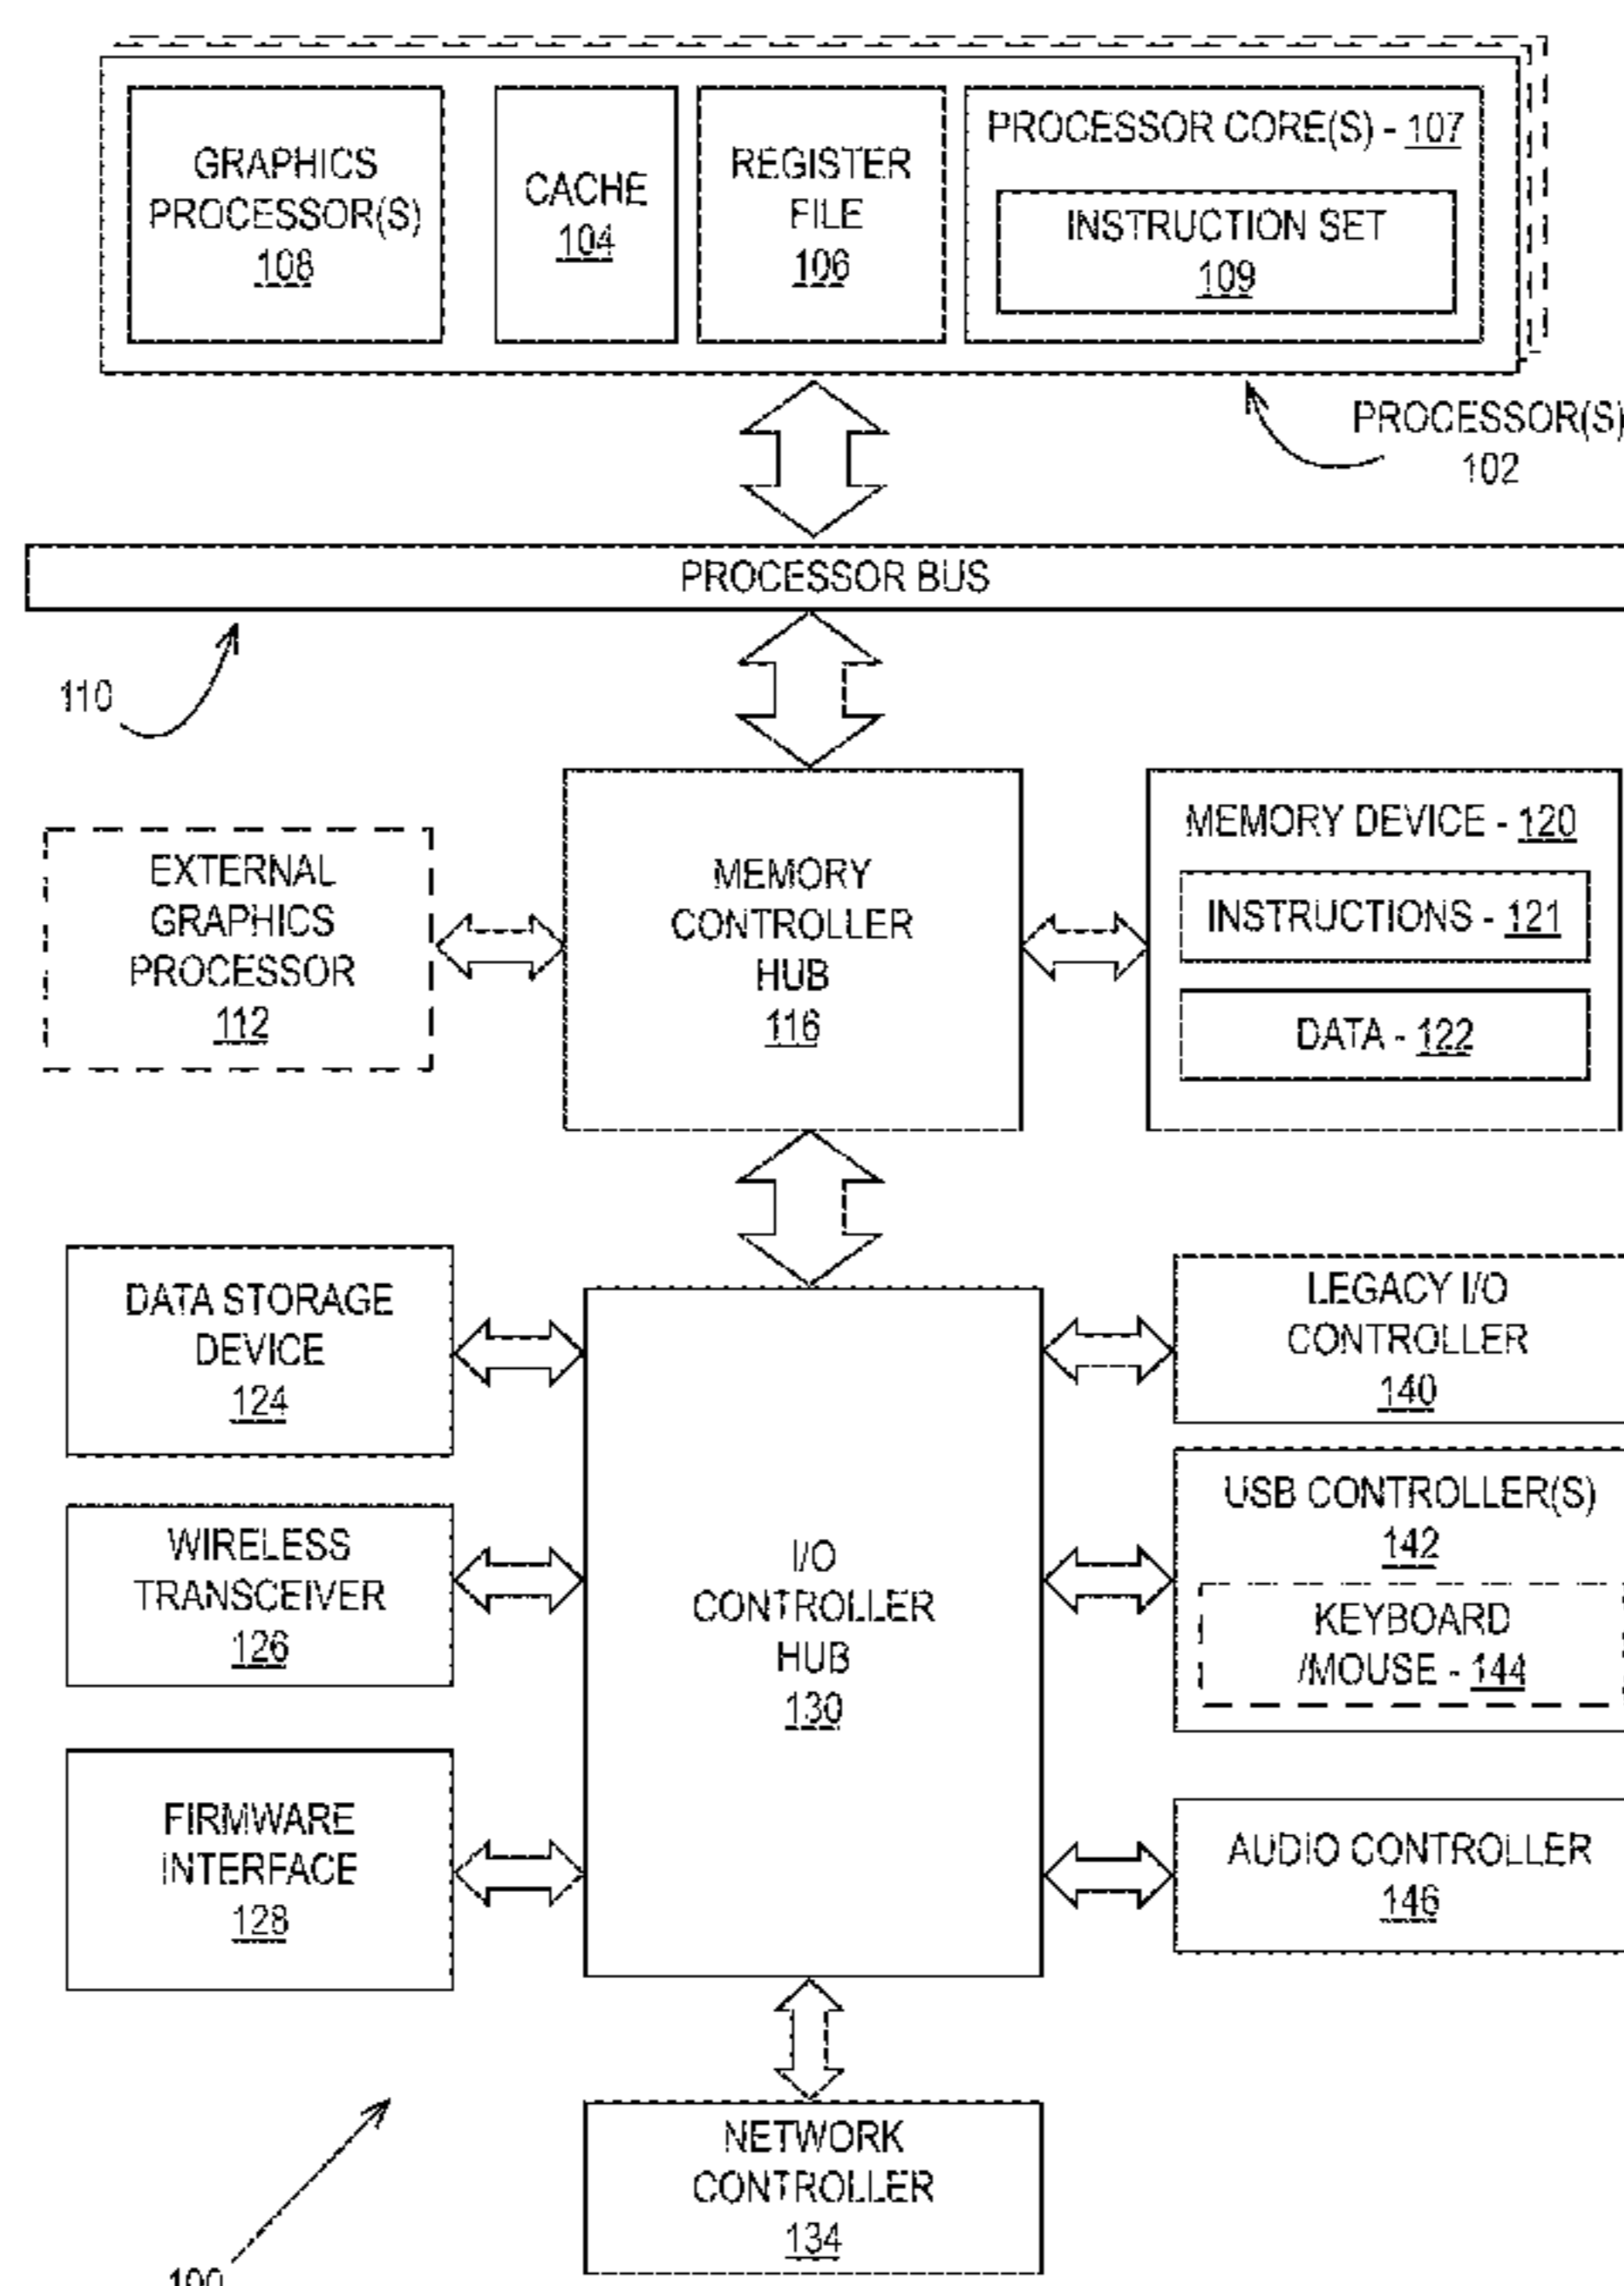 GRAPHICS
PROCESSOR(S)
108
CACHE
104
REGISTER
FILE
106
PROCESSOR CORE(S) - 107
INSTRUCTION SET
109
PROCESSOR(S)
102
PROCESSOR BUS
110
EXTERNAL
GRAPHICS
PROCESSOR
112
MEMORY
CONTROLLER
HUB
116
MEMORY DEVICE - 120
INSTRUCTIONS - 121
DATA - 122
DATA STORAGE
DEVICE
124
WIRELESS
TRANSCEIVER
126
FIRMWARE
INTERFACE
128
I/O
CONTROLLER
HUB
130
LEGACY I/O
CONTROLLER
140
USB CONTROLLER(S)
142
KEYBOARD
/MOUSE - 144
AUDIO CONTROLLER
146
NETWORK
CONTROLLER
134
100